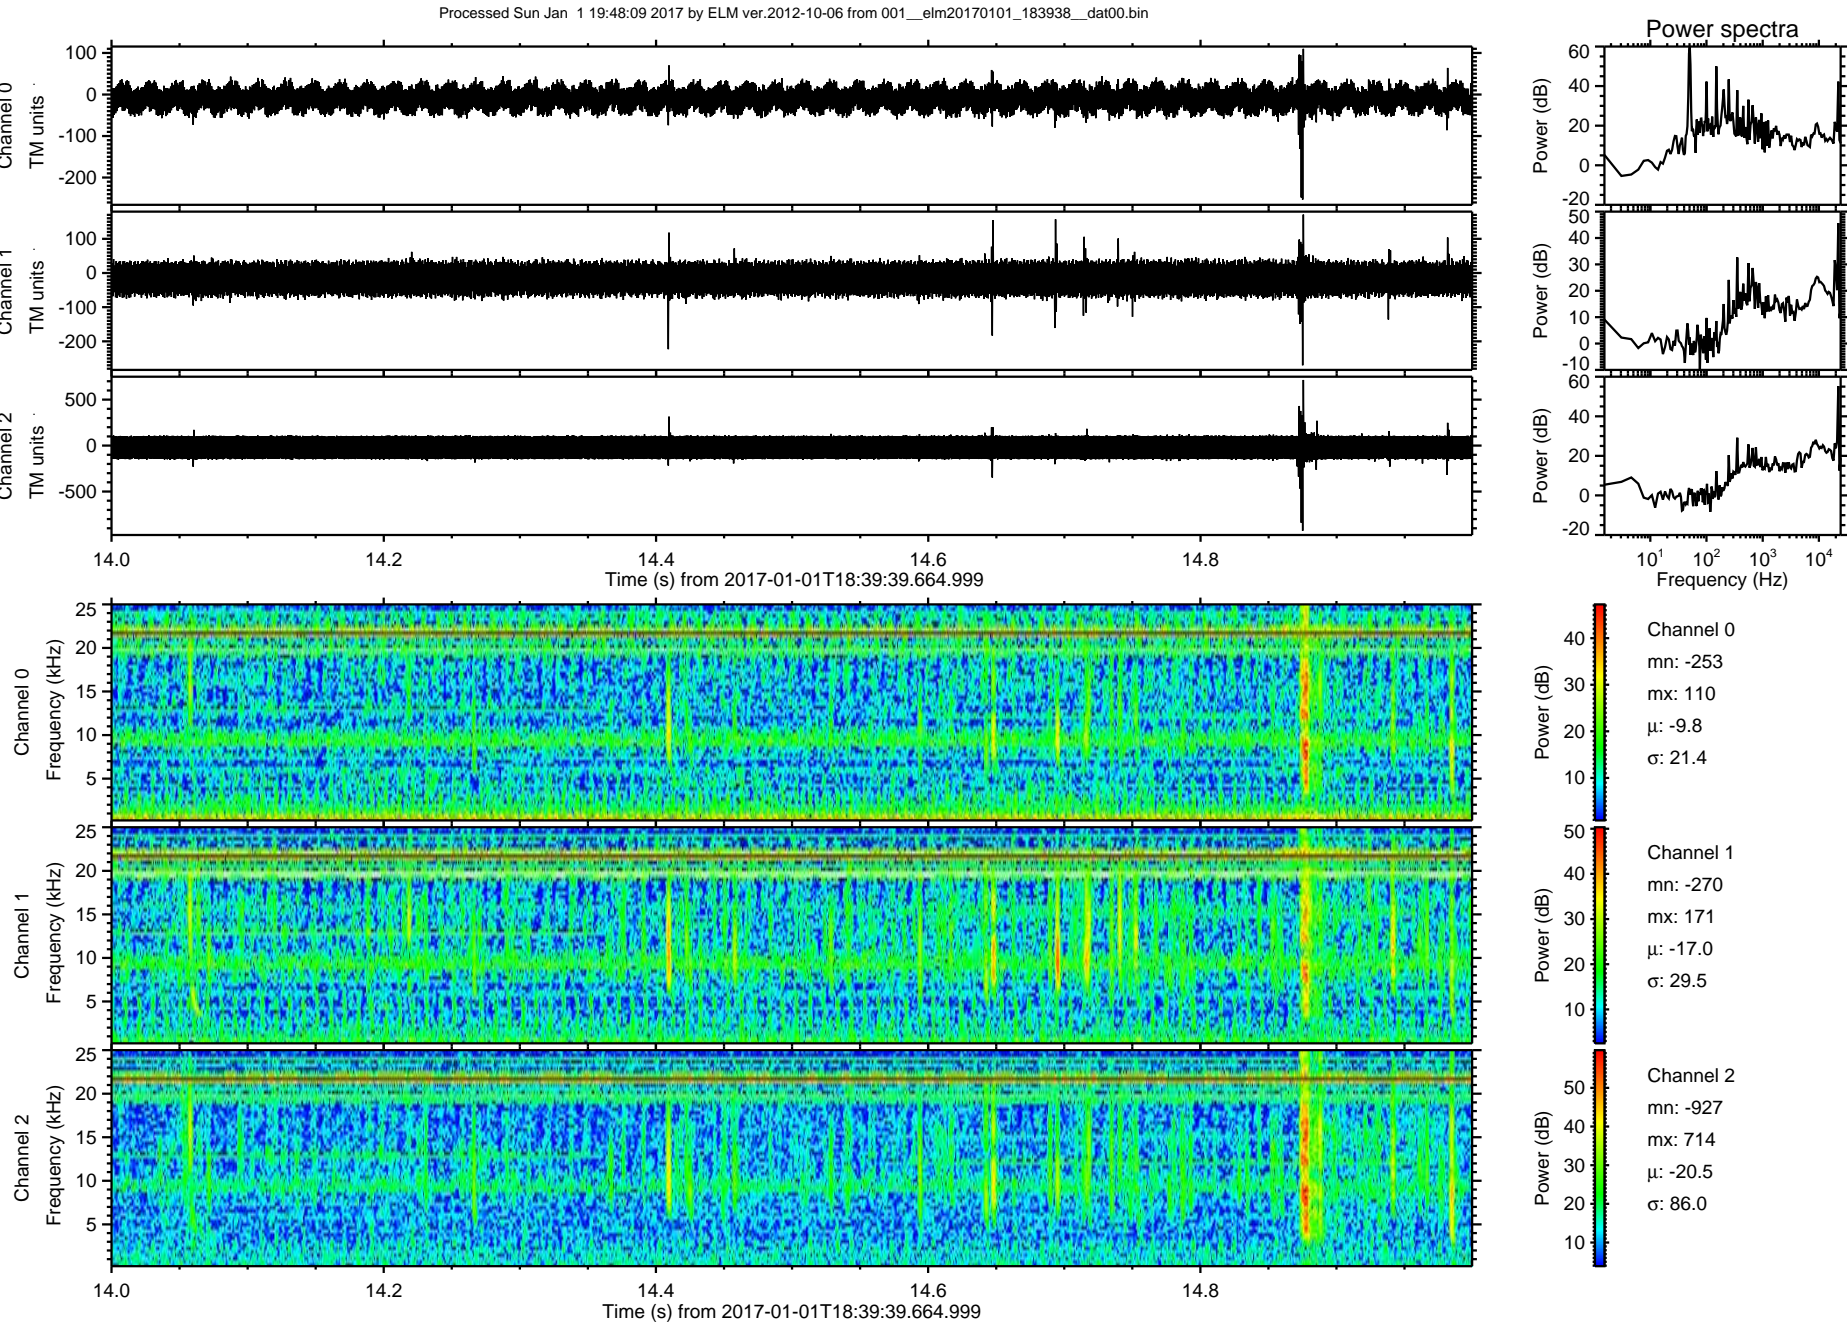 Processed Sun Jan  1 19:48:09 2017 by ELM ver.2012-10-06 from 001__elm20170101_183938__dat00.bin
Power spectra
Channel 0
TM units
100
0
-100
-200
Power (dB)
60
40
20
0
-20
Channel 1
TM units
100
0
-100
-200
Power (dB)
50
40
30
20
10
0
-10
Channel 2
TM units
500
0
-500
Power (dB)
60
40
20
0
-20
14.0
14.2
14.4
14.6
14.8
Time (s) from 2017-01-01T18:39:39.664.999
10^1
10^2
10^3
10^4
Frequency (Hz)
Channel 0
Frequency (kHz)
25
20
15
10
5
Power (dB)
40
30
20
10
Channel 0
mn: -253
mx: 110
μ: -9.8
σ: 21.4
Channel 1
Frequency (kHz)
25
20
15
10
5
Power (dB)
50
40
30
20
10
Channel 1
mn: -270
mx: 171
μ: -17.0
σ: 29.5
Channel 2
Frequency (kHz)
25
20
15
10
5
Power (dB)
50
40
30
20
10
Channel 2
mn: -927
mx: 714
μ: -20.5
σ: 86.0
14.0
14.2
14.4
14.6
14.8
Time (s) from 2017-01-01T18:39:39.664.999